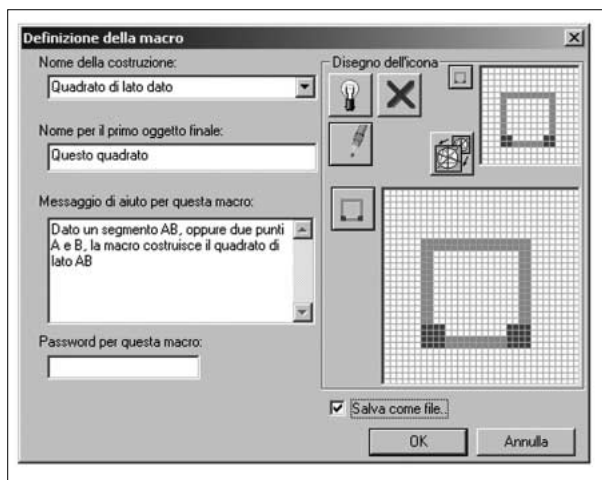 Definizione della macro
Nome della costruzione:
Quadrato di lato dato
Nome per il primo oggetto finale:
Questo quadrato
Messaggio di aiuto per questa macro:
Dato un segmento AB, oppure due punti
A e B, la macro costruisce il quadrato di
lato AB
Password per questa macro:
Disegno dell'icona
Salva come file..
OK
Annulla